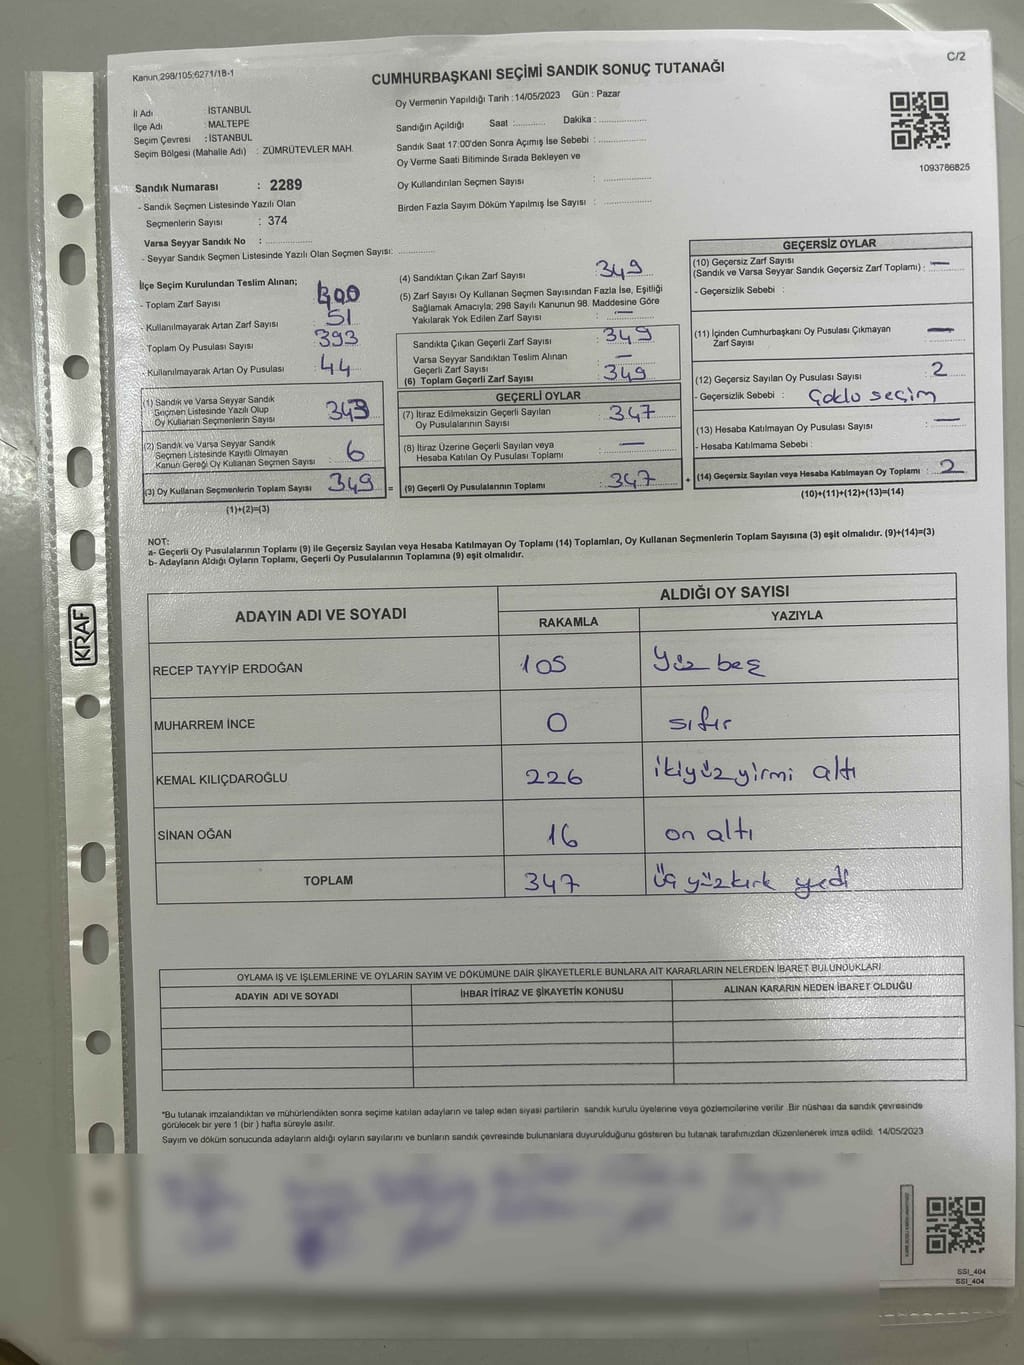 Kanun,298/105;6271/18-1
C/2
CUMHURBAŞKANI SEÇİMİ SANDIK SONUÇ TUTANAĞI
İl Adı : İSTANBUL
İlçe Adı : MALTEPE
Seçim Çevresi : İSTANBUL
Seçim Bölgesi (Mahalle Adı) : ZÜMRÜTEVLER MAH.
Sandık Numarası : 2289
- Sandık Seçmen Listesinde Yazılı Olan
Seçmenlerin Sayısı : 374
Varsa Seyyar Sandık No :
- Seyyar Sandık Seçmen Listesinde Yazılı Olan Seçmen Sayısı:
Oy Vermenin Yapıldığı Tarih : 14/05/2023 Gün : Pazar
Sandığın Açıldığı Saat : Dakika :
Sandık Saat 17:00'den Sonra Açımış İse Sebebi :
Oy Verme Saati Bitiminde Sırada Bekleyen ve
Oy Kullandırılan Seçmen Sayısı :
Birden Fazla Sayım Döküm Yapılmış İse Sayısı :
1093766825
İlçe Seçim Kurulundan Teslim Alınan;
- Toplam Zarf Sayısı 400
- Kullanılmayarak Artan Zarf Sayısı 51
- Toplam Oy Pusulası Sayısı 393
- Kullanılmayarak Artan Oy Pusulası 44
(1) Sandık ve Varsa Seyyar Sandık
Seçmen Listesinde Yazılı Olup
Oy Kullanan Seçmenlerin Sayısı 343
(2) Sandık ve Varsa Seyyar Sandık
Seçmen Listesinde Kayıtlı Olmayan
Kanun Gereği Oy Kullanan Seçmen Sayısı 6
(3) Oy Kullanan Seçmenlerin Toplam Sayısı 349
(1)+(2)=(3)
(4) Sandıktan Çıkan Zarf Sayısı 349
(5) Zarf Sayısı Oy Kullanan Seçmen Sayısından Fazla İse, Eşitliği
Sağlamak Amacıyla; 298 Sayılı Kanunun 98. Maddesine Göre
Yakılarak Yok Edilen Zarf Sayısı : —
Sandıkta Çıkan Geçerli Zarf Sayısı : 349
Varsa Seyyar Sandıktan Teslim Alınan
Geçerli Zarf Sayısı : —
(6) Toplam Geçerli Zarf Sayısı : 349
GEÇERLİ OYLAR
(7) İtiraz Edilmeksizin Geçerli Sayılan
Oy Pusulalarının Sayısı : 347
(8) İtiraz Üzerine Geçerli Sayılan veya
Hesaba Katılan Oy Pusulası Toplamı : —
= (9) Geçerli Oy Pusulalarının Toplamı : 347
GEÇERSİZ OYLAR
(10) Geçersiz Zarf Sayısı
(Sandık ve Varsa Seyyar Sandık Geçersiz Zarf Toplamı) : —
- Geçersizlik Sebebi :
(11) İçinden Cumhurbaşkanı Oy Pusulası Çıkmayan
Zarf Sayısı : —
(12) Geçersiz Sayılan Oy Pusulası Sayısı : 2
- Geçersizlik Sebebi : Çoklu seçim
(13) Hesaba Katılmayan Oy Pusulası Sayısı : —
- Hesaba Katılmama Sebebi :
+ (14) Geçersiz Sayılan veya Hesaba Katılmayan Oy Toplamı : 2
(10)+(11)+(12)+(13)=(14)
NOT:
a- Geçerli Oy Pusulalarının Toplamı (9) ile Geçersiz Sayılan veya Hesaba Katılmayan Oy Toplamı (14) Toplamları, Oy Kullanan Seçmenlerin Toplam Sayısına (3) eşit olmalıdır. (9)+(14)=(3)
b- Adayların Aldığı Oyların Toplamı, Geçerli Oy Pusulalarının Toplamına (9) eşit olmalıdır.
ADAYIN ADI VE SOYADI ALDIĞI OY SAYISI
RAKAMLA YAZIYLA
RECEP TAYYİP ERDOĞAN 105 Yüz beş
MUHARREM İNCE 0 sıfır
KEMAL KILIÇDAROĞLU 226 ikiyüzyirmi altı
SİNAN OĞAN 16 on altı
TOPLAM 347 Üçyüzkırk yedi
OYLAMA İŞ VE İŞLEMLERİNE VE OYLARIN SAYIM VE DÖKÜMÜNE DAİR ŞİKAYETLERLE BUNLARA AİT KARARLARIN NELERDEN İBARET BULUNDUKLARI
ADAYIN ADI VE SOYADI İHBAR İTİRAZ VE ŞİKAYETİN KONUSU ALINAN KARARIN NEDEN İBARET OLDUĞU
*Bu tutanak imzalandıktan ve mühürlendikten sonra seçime katılan adayların ve talep eden siyasi partilerin sandık kurulu üyelerine veya gözlemcilerine verilir. Bir nüshası da sandık çevresinde
görülecek bir yere 1 (bir ) hafta süreyle asılır.
Sayım ve döküm sonucunda adayların aldığı oyların sayılarını ve bunların sandık çevresinde bulunanlara duyurulduğunu gösteren bu tutanak tarafımızdan düzenlenerek imza edildi. 14/05/2023
SSI_404
SSI_404
KRAF